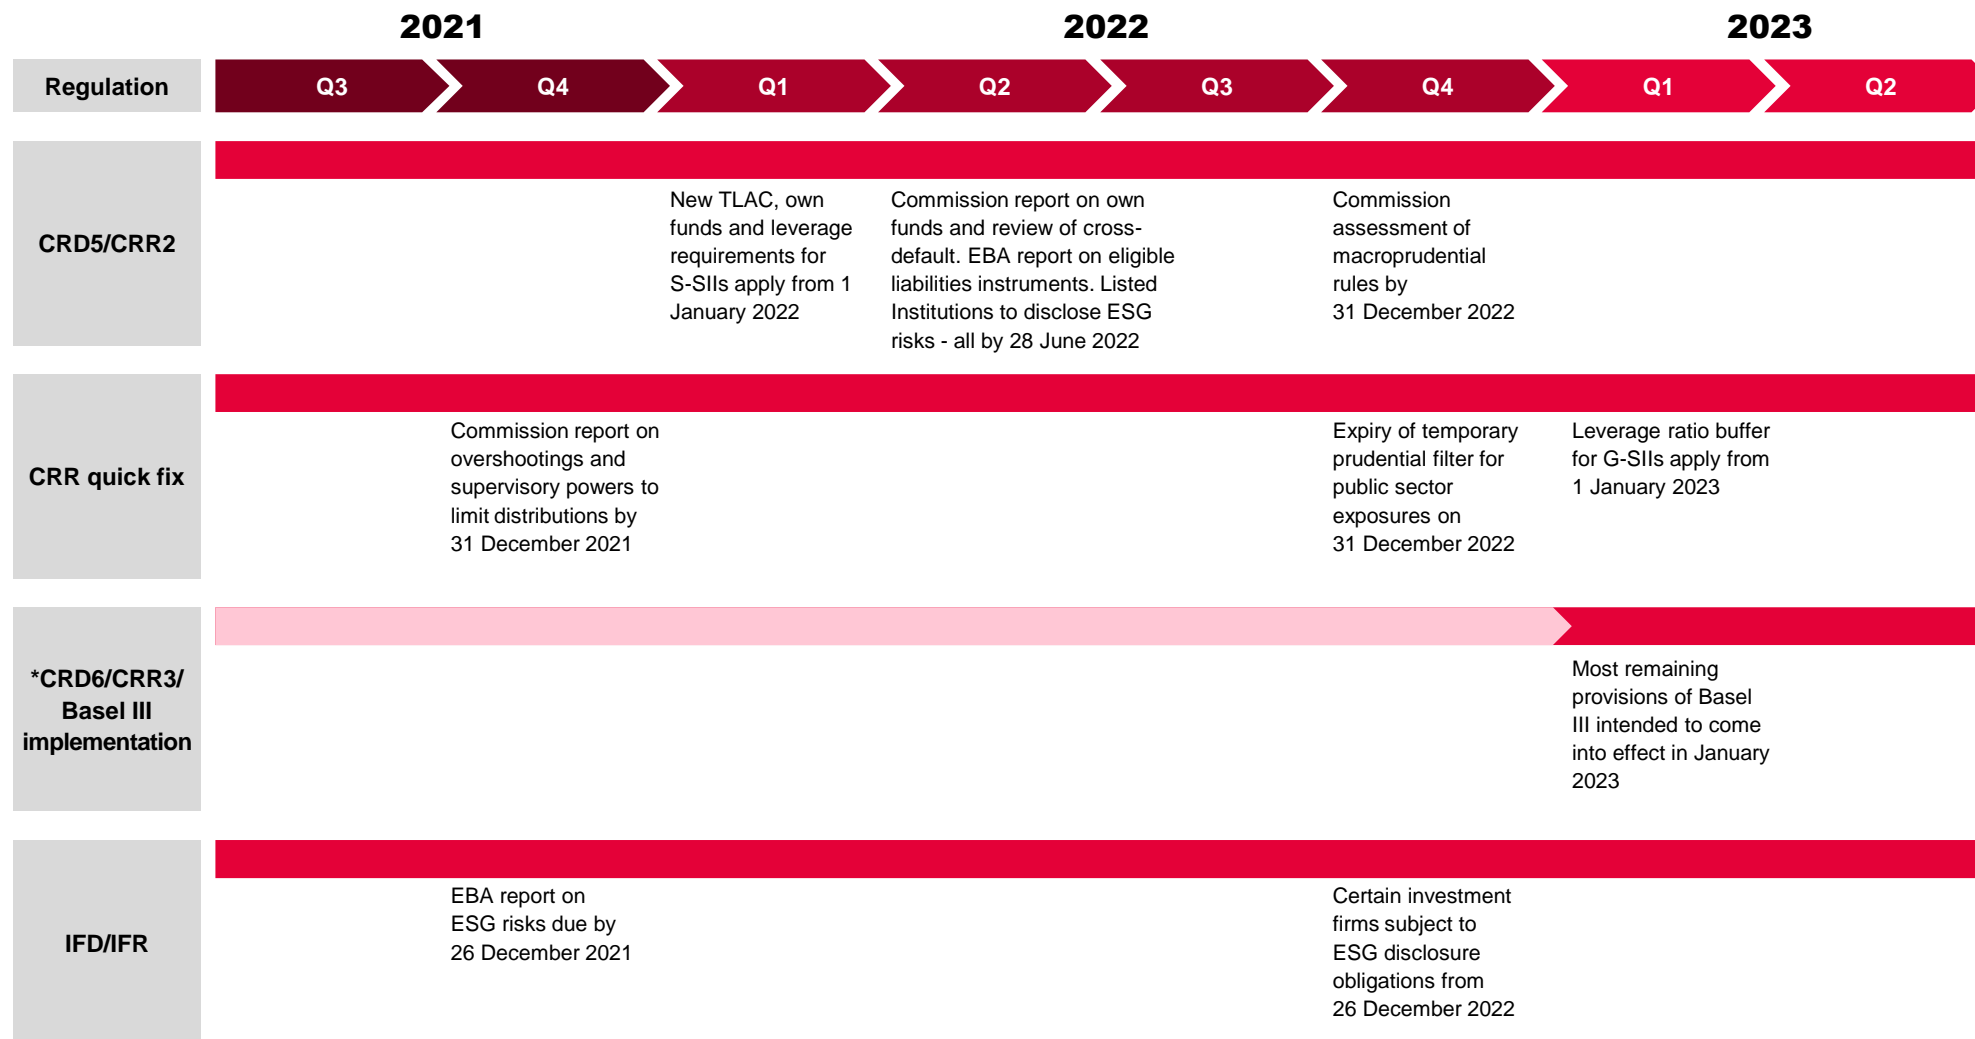 2021
2022
2023
Regulation
Q3
Q4
Q1
Q2
Q3
Q4
Q1
Q2
CRD5/CRR2
New TLAC, own
funds and leverage
requirements for
S-SIIs apply from 1
January 2022
Commission report on own
funds and review of cross-
default. EBA report on eligible
liabilities instruments. Listed
Institutions to disclose ESG
risks - all by 28 June 2022
Commission
assessment of
macroprudential
rules by
31 December 2022
CRR quick fix
Commission report on
overshootings and
supervisory powers to
limit distributions by
31 December 2021
Expiry of temporary
prudential filter for
public sector
exposures on
31 December 2022
Leverage ratio buffer
for G-SIIs apply from
1 January 2023
*CRD6/CRR3/
Basel III
implementation
Most remaining
provisions of Basel
III intended to come
into effect in January
2023
IFD/IFR
EBA report on
ESG risks due by
26 December 2021
Certain investment
firms subject to
ESG disclosure
obligations from
26 December 2022